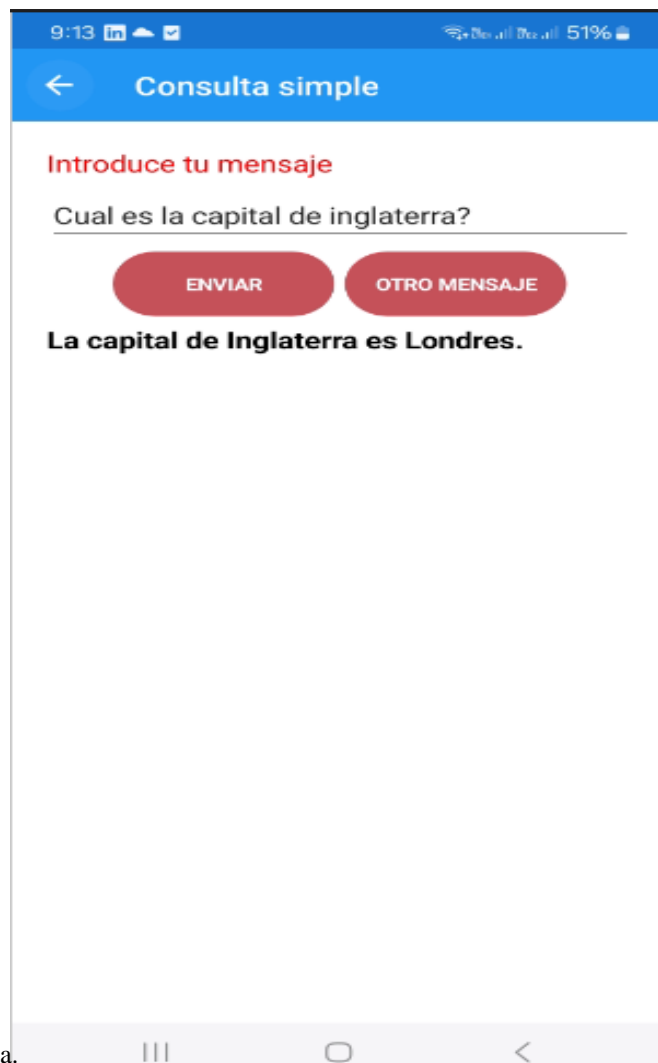 9:13 in 51%
Consulta simple
Introduce tu mensaje
Cual es la capital de inglaterra?
ENVIAR OTRO MENSAJE
La capital de Inglaterra es Londres.
a.